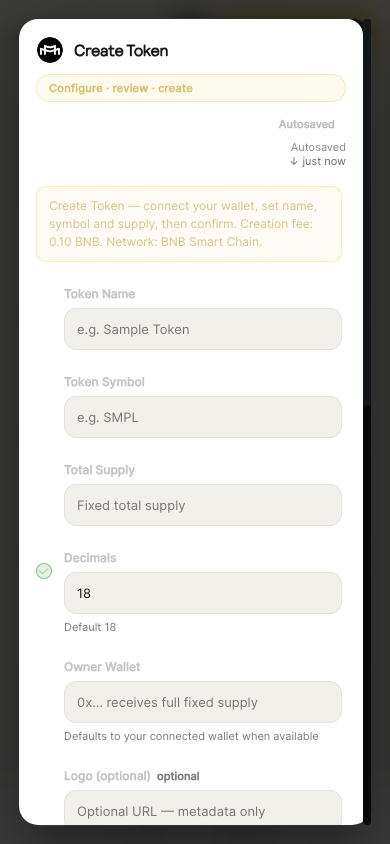 Create Token
Configure · review · create
Autosaved
Autosaved
↓ just now
Create Token — connect your wallet, set name,
symbol and supply, then confirm. Creation fee:
0.10 BNB. Network: BNB Smart Chain.
Token Name
e.g. Sample Token
Token Symbol
e.g. SMPL
Total Supply
Fixed total supply
Decimals
18
Default 18
Owner Wallet
0x... receives full fixed supply
Defaults to your connected wallet when available
Logo (optional) optional
Optional URL — metadata only